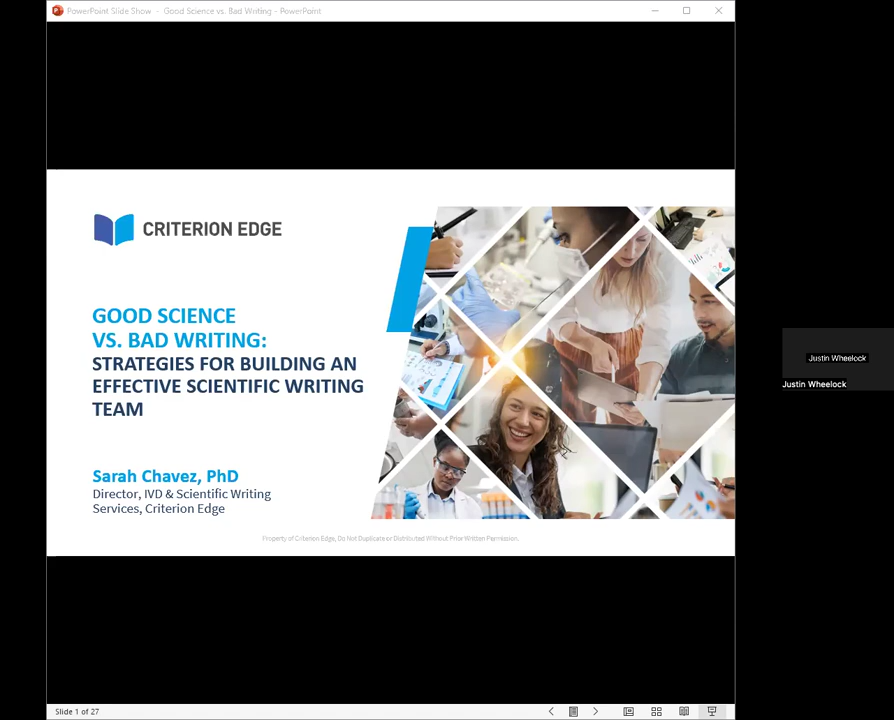 PowerPoint Slide Show - Good Science vs. Bad Writing - PowerPoint
CRITERION EDGE
GOOD SCIENCE
VS. BAD WRITING:
STRATEGIES FOR BUILDING AN
EFFECTIVE SCIENTIFIC WRITING
TEAM
Sarah Chavez, PhD
Director, IVD & Scientific Writing
Services, Criterion Edge
Property of Criterion Edge, Do Not Duplicate or Distributed Without Prior Written Permission.
Justin Wheelock
Justin Wheelock
Slide 1 of 27